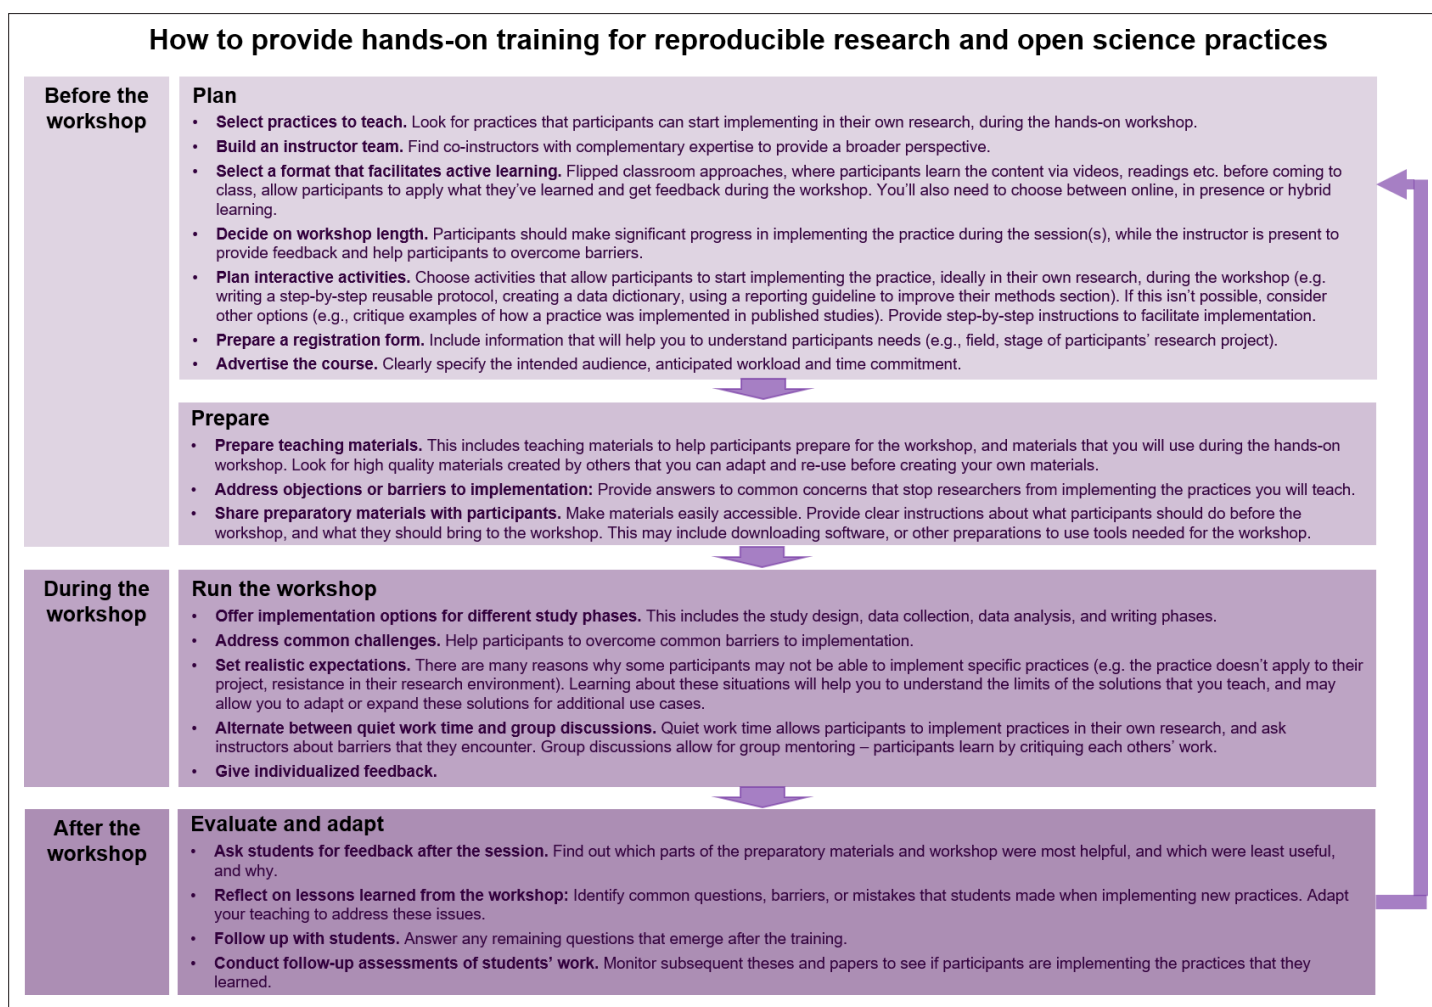 How to provide hands-on training for reproducible research and open science practices
Before the
workshop
Plan
• Select practices to teach. Look for practices that participants can start implementing in their own research, during the hands-on workshop.
• Build an instructor team. Find co-instructors with complementary expertise to provide a broader perspective.
• Select a format that facilitates active learning. Flipped classroom approaches, where participants learn the content via videos, readings etc. before coming to
class, allow participants to apply what they've learned and get feedback during the workshop. You'll also need to choose between online, in presence or hybrid
learning.
• Decide on workshop length. Participants should make significant progress in implementing the practice during the session(s), while the instructor is present to
provide feedback and help participants to overcome barriers.
• Plan interactive activities. Choose activities that allow participants to start implementing the practice, ideally in their own research, during the workshop (e.g.
writing a step-by-step reusable protocol, creating a data dictionary, using a reporting guideline to improve their methods section). If this isn't possible, consider
other options (e.g., critique examples of how a practice was implemented in published studies). Provide step-by-step instructions to facilitate implementation.
• Prepare a registration form. Include information that will help you to understand participants needs (e.g., field, stage of participants' research project).
• Advertise the course. Clearly specify the intended audience, anticipated workload and time commitment.
Prepare
• Prepare teaching materials. This includes teaching materials to help participants prepare for the workshop, and materials that you will use during the hands-on
workshop. Look for high quality materials created by others that you can adapt and re-use before creating your own materials.
• Address objections or barriers to implementation: Provide answers to common concerns that stop researchers from implementing the practices you will teach.
• Share preparatory materials with participants. Make materials easily accessible. Provide clear instructions about what participants should do before the
workshop, and what they should bring to the workshop. This may include downloading software, or other preparations to use tools needed for the workshop.
During the
workshop
Run the workshop
• Offer implementation options for different study phases. This includes the study design, data collection, data analysis, and writing phases.
• Address common challenges. Help participants to overcome common barriers to implementation.
• Set realistic expectations. There are many reasons why some participants may not be able to implement specific practices (e.g. the practice doesn't apply to their
project, resistance in their research environment). Learning about these situations will help you to understand the limits of the solutions that you teach, and may
allow you to adapt or expand these solutions for additional use cases.
• Alternate between quiet work time and group discussions. Quiet work time allows participants to implement practices in their own research, and ask
instructors about barriers that they encounter. Group discussions allow for group mentoring – participants learn by critiquing each others' work.
• Give individualized feedback.
After the
workshop
Evaluate and adapt
• Ask students for feedback after the session. Find out which parts of the preparatory materials and workshop were most helpful, and which were least useful,
and why.
• Reflect on lessons learned from the workshop: Identify common questions, barriers, or mistakes that students made when implementing new practices. Adapt
your teaching to address these issues.
• Follow up with students. Answer any remaining questions that emerge after the training.
• Conduct follow-up assessments of students' work. Monitor subsequent theses and papers to see if participants are implementing the practices that they
learned.